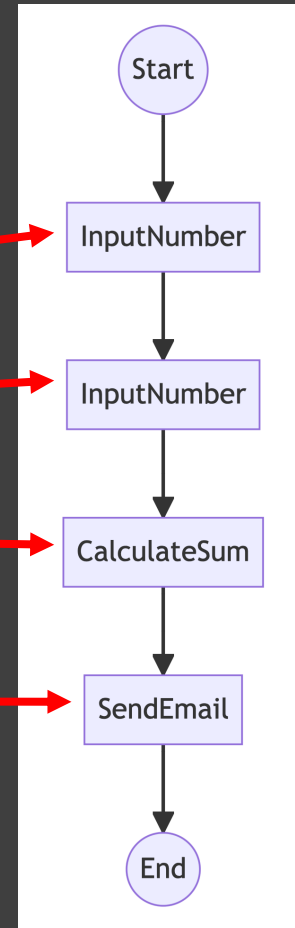 Start
InputNumber
InputNumber
CalculateSum
SendEmail
End